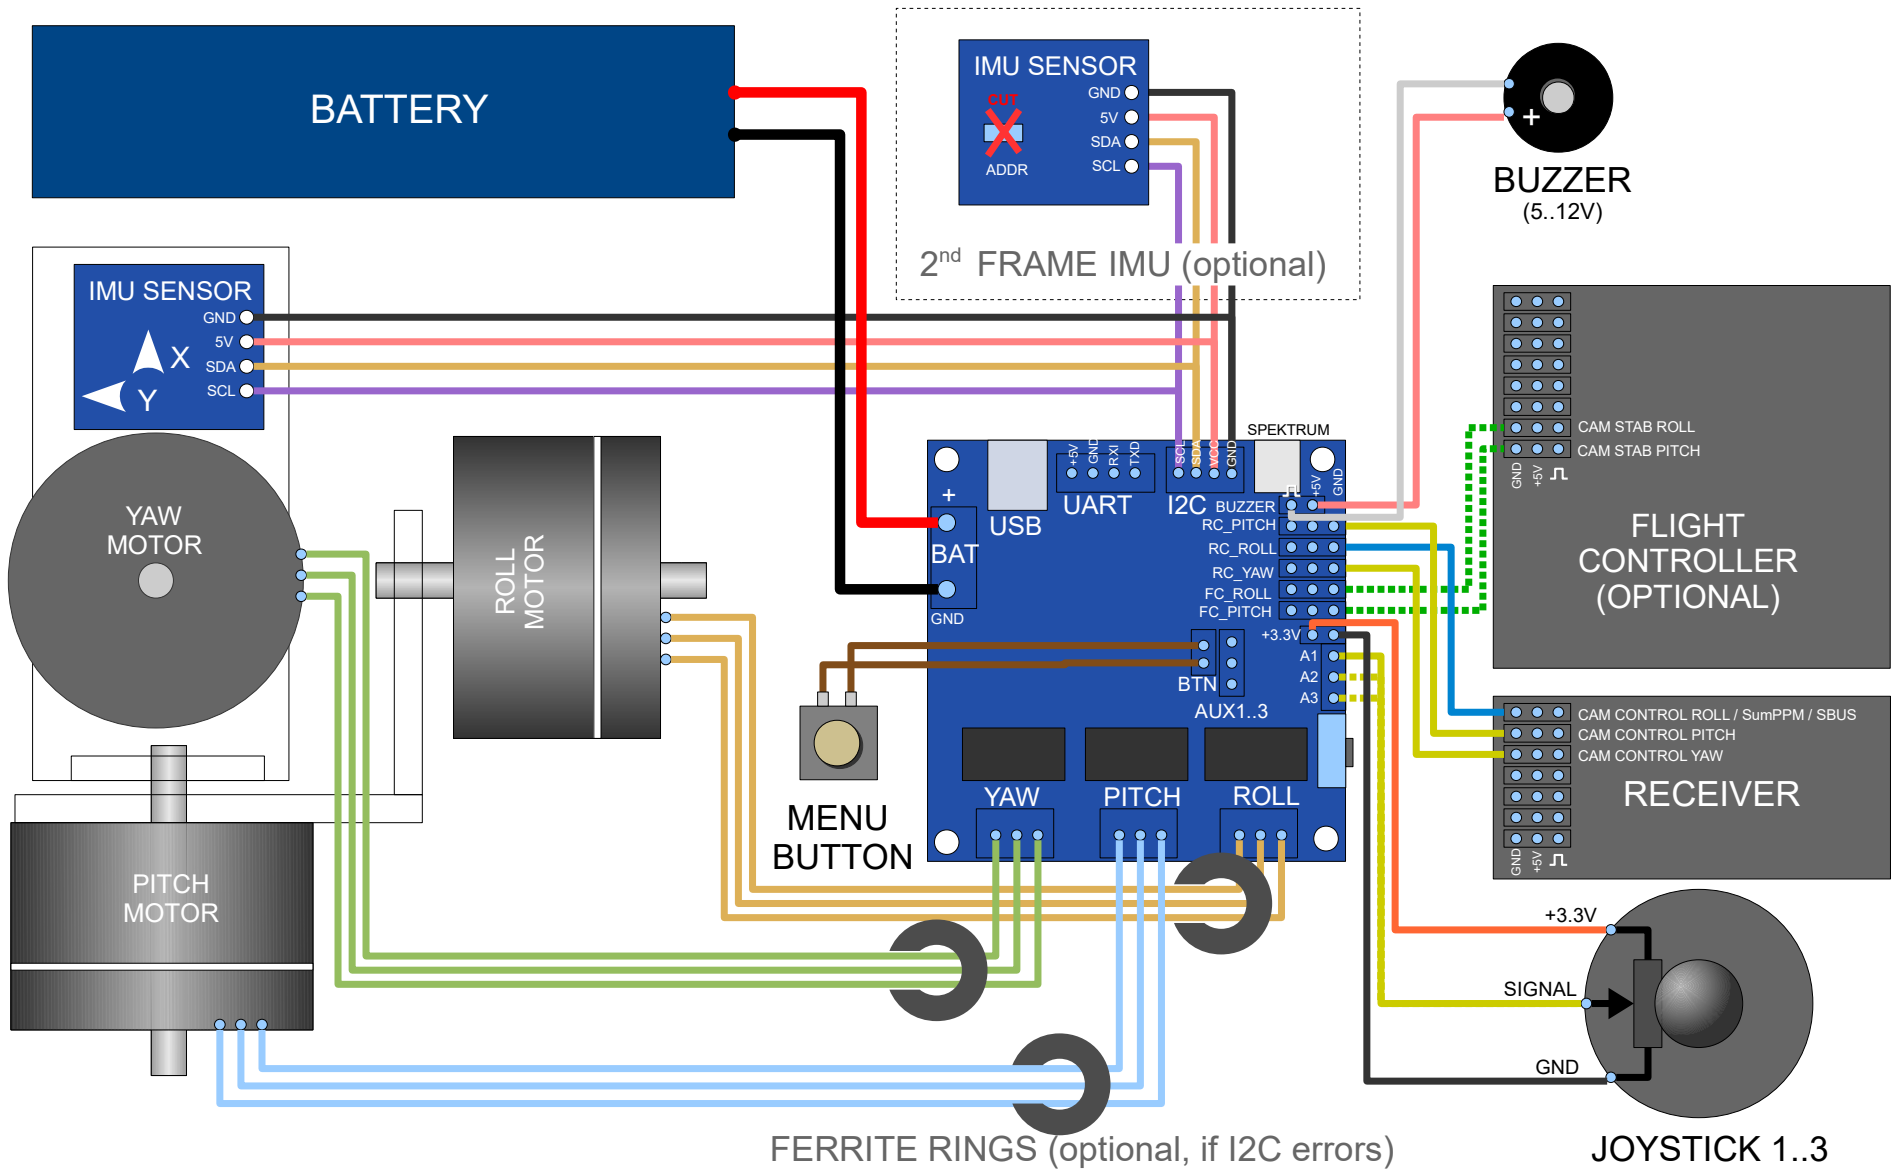 BATTERY
IMU SENSOR
GND
CUT
5V
SDA
SCL
ADDR
2nd FRAME IMU (optional)
+
BUZZER
(5..12V)
IMU SENSOR
GND
5V
X
SDA
SCL
Y
YAW
MOTOR
ROLL
MOTOR
PITCH
MOTOR
MENU
BUTTON
SPEKTRUM
+5V
GND
RXI
TXD
UART
SCL
SDA
VCC
GND
I2C
USB
+
BAT
GND
+5V
GND
BUZZER
RC_PITCH
RC_ROLL
RC_YAW
FC_ROLL
FC_PITCH
+3.3V
A1
A2
A3
BTN
AUX1..3
YAW
PITCH
ROLL
CAM STAB ROLL
CAM STAB PITCH
GND
+5V
FLIGHT
CONTROLLER
(OPTIONAL)
CAM CONTROL ROLL / SumPPM / SBUS
CAM CONTROL PITCH
CAM CONTROL YAW
RECEIVER
GND
+5V
+3.3V
SIGNAL
GND
JOYSTICK 1..3
FERRITE RINGS (optional, if I2C errors)